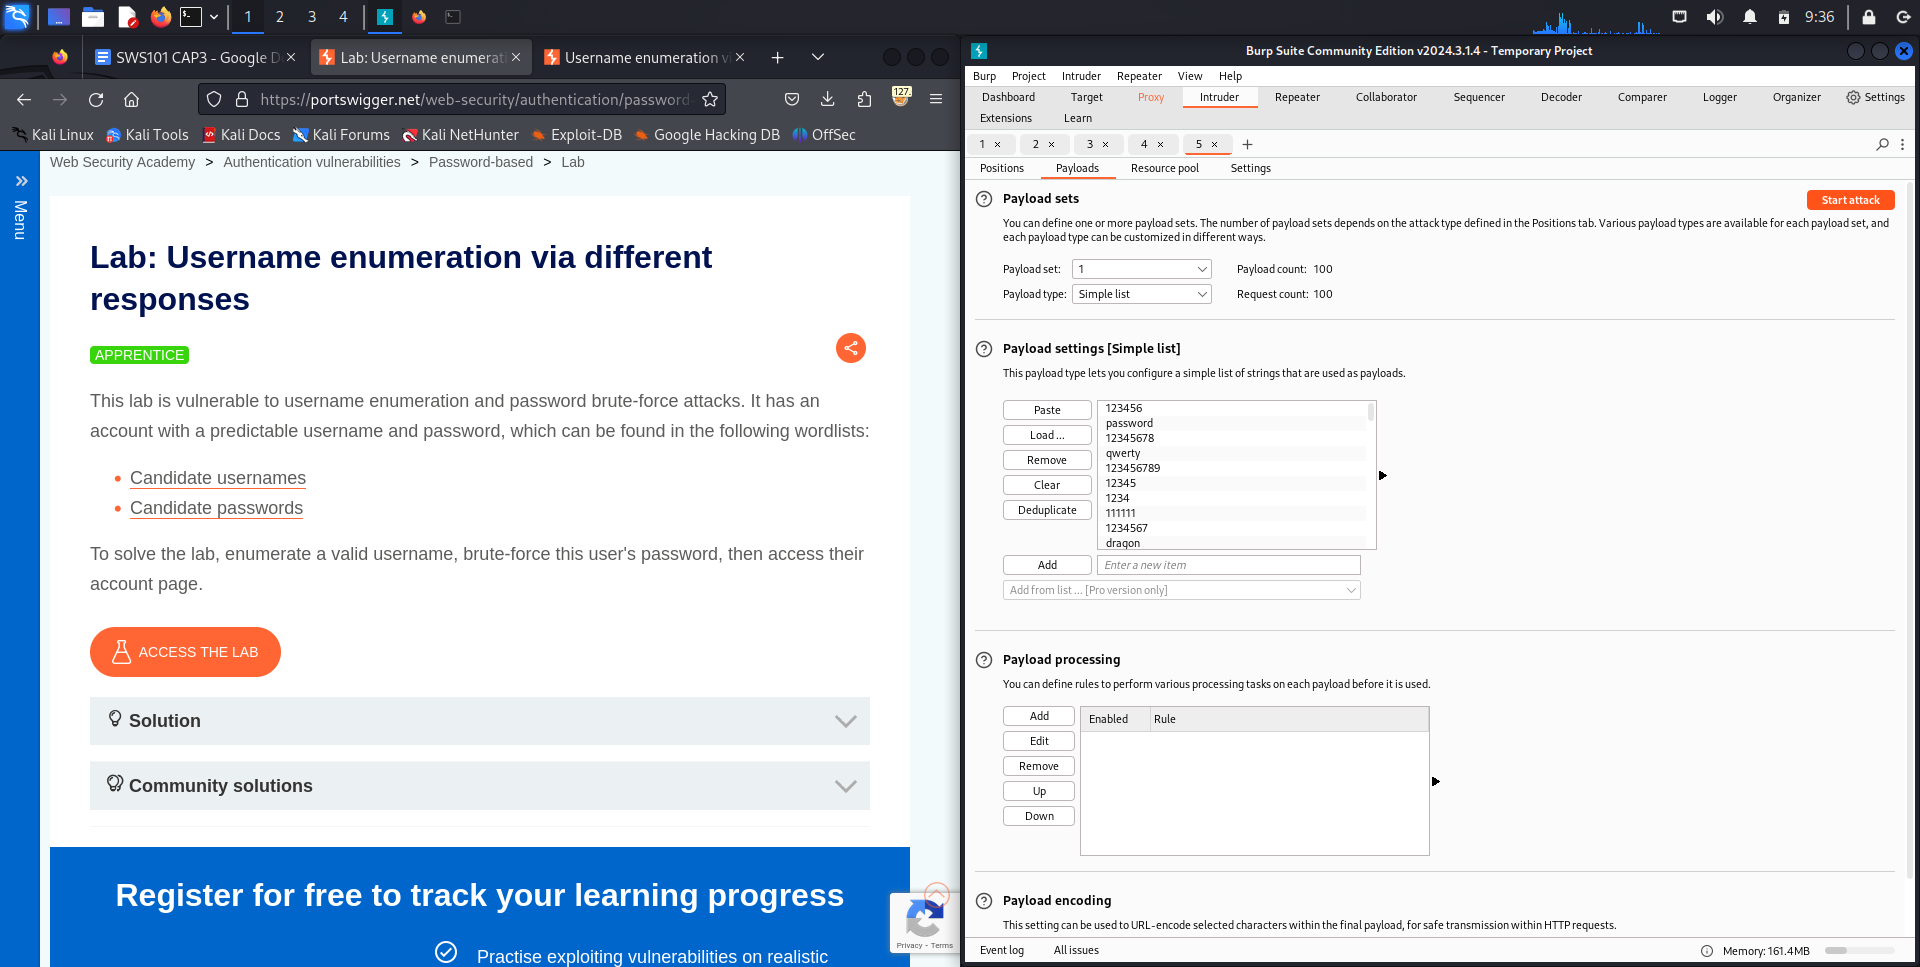 1 2 3 4
9:36
SWS101 CAP3 - Google D
Lab: Username enumerati
Username enumeration vi
https://portswigger.net/web-security/authentication/password-
127.
Kali Linux Kali Tools Kali Docs Kali Forums Kali NetHunter Exploit-DB Google Hacking DB OffSec
Menu
Web Security Academy > Authentication vulnerabilities > Password-based > Lab
Lab: Username enumeration via different
responses
APPRENTICE
This lab is vulnerable to username enumeration and password brute-force attacks. It has an
account with a predictable username and password, which can be found in the following wordlists:
• Candidate usernames
• Candidate passwords
To solve the lab, enumerate a valid username, brute-force this user's password, then access their
account page.
ACCESS THE LAB
Solution
Community solutions
Register for free to track your learning progress
Practise exploiting vulnerabilities on realistic
Privacy - Terms
Burp Suite Community Edition v2024.3.1.4 - Temporary Project
Burp Project Intruder Repeater View Help
Dashboard Target Proxy Intruder Repeater Collaborator Sequencer Decoder Comparer Logger Organizer Settings
Extensions Learn
1 × 2 × 3 × 4 × 5 × +
Positions Payloads Resource pool Settings
Payload sets
Start attack
You can define one or more payload sets. The number of payload sets depends on the attack type defined in the Positions tab. Various payload types are available for each payload set, and
each payload type can be customized in different ways.
Payload set: 1 Payload count: 100
Payload type: Simple list Request count: 100
Payload settings [Simple list]
This payload type lets you configure a simple list of strings that are used as payloads.
Paste
Load ...
Remove
Clear
Deduplicate
123456
password
12345678
qwerty
123456789
12345
1234
111111
1234567
dragon
Add Enter a new item
Add from list ... [Pro version only]
Payload processing
You can define rules to perform various processing tasks on each payload before it is used.
Add
Edit
Remove
Up
Down
Enabled Rule
Payload encoding
This setting can be used to URL-encode selected characters within the final payload, for safe transmission within HTTP requests.
Event log All issues
Memory: 161.4MB